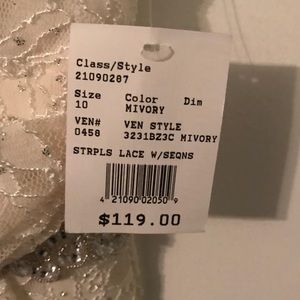 Class/Style
21090287
Size Color Dim
10 MIVORY
VEN# VEN STYLE
0458 3231BZ3C MIVORY
STRPLS LACE W/SEQNS
4 21090 02050 9
$119.00